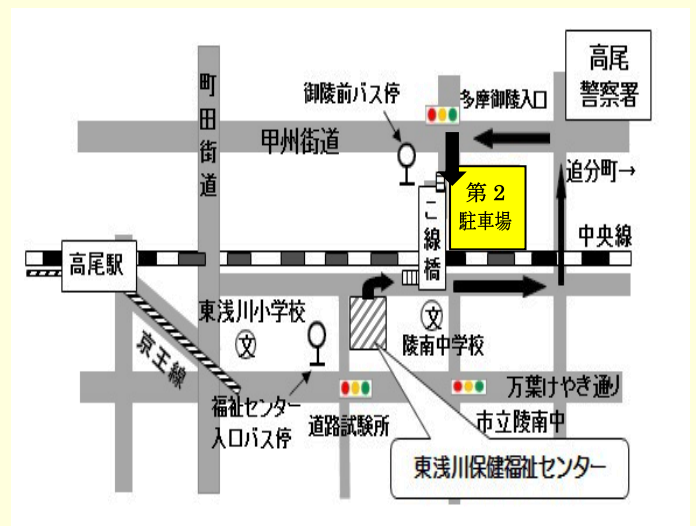 高尾
警察署
町田街道
御陵前バス停
多摩御陵入口
甲州街道
追分町→
第2
駐車場
こ線橋
中央線
高尾駅
東浅川小学校
文
文
陵南中学校
京王線
万葉けやき通り
福祉センター
入口バス停
道路試験所
市立陵南中
東浅川保健福祉センター